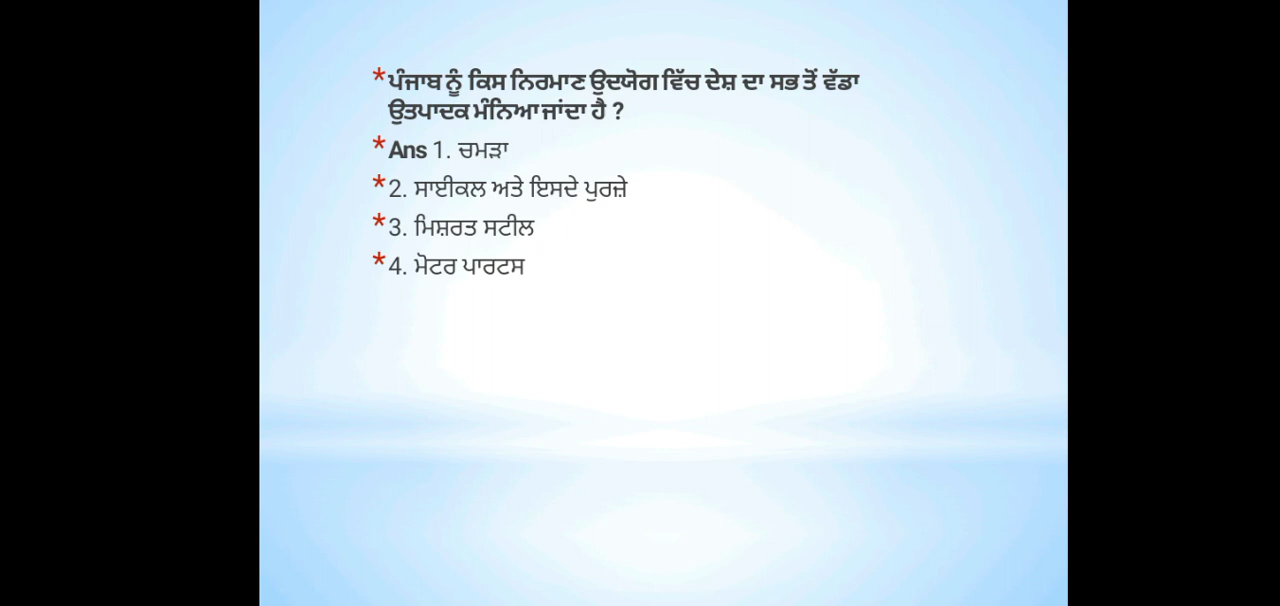 *ਪੰਜਾਬ ਨੂੰ ਕਿਸ ਨਿਰਮਾਣ ਉਦਯੋਗ ਵਿੱਚ ਦੇਸ਼ ਦਾ ਸਭ ਤੋਂ ਵੱਡਾ
ਉਤਪਾਦਕ ਮੰਨਿਆ ਜਾਂਦਾ ਹੈ ?
*Ans 1. ਚਮੜਾ
*2. ਸਾਈਕਲ ਅਤੇ ਇਸਦੇ ਪੁਰਜ਼ੇ
*3. ਮਿਸ਼ਰਤ ਸਟੀਲ
*4. ਮੋਟਰ ਪਾਰਟਸ